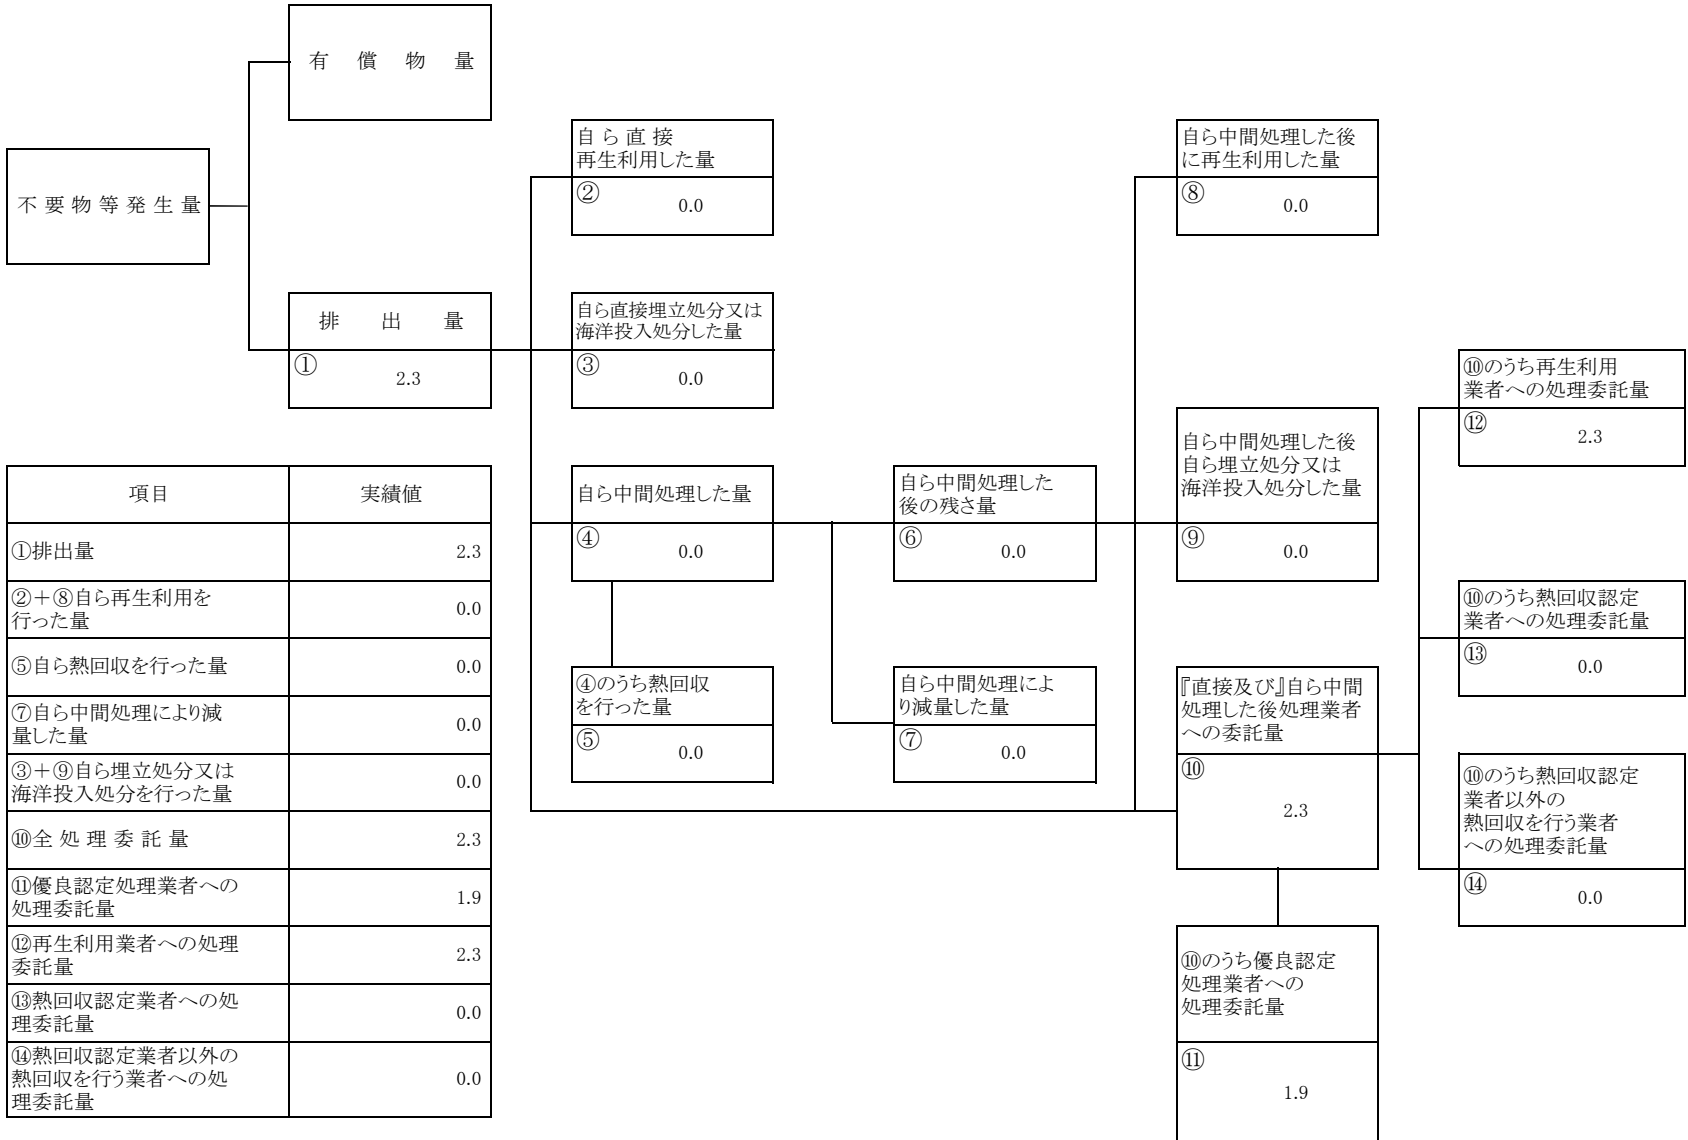 有償物量
不要物等発生量
排出量
①
2.3
自ら直接
再生利用した量
②
0.0
自ら直接埋立処分又は
海洋投入処分した量
③
0.0
自ら中間処理した量
④
0.0
④のうち熱回収
を行った量
⑤
0.0
自ら中間処理した
後の残さ量
⑥
0.0
自ら中間処理によ
り減量した量
⑦
0.0
自ら中間処理した後
に再生利用した量
⑧
0.0
自ら中間処理した後
自ら埋立処分又は
海洋投入処分した量
⑨
0.0
『直接及び』自ら中間
処理した後処理業者
への委託量
⑩
2.3
⑩のうち優良認定
処理業者への
処理委託量
⑪
1.9
⑩のうち再生利用
業者への処理委託量
⑫
2.3
⑩のうち熱回収認定
業者への処理委託量
⑬
0.0
⑩のうち熱回収認定
業者以外の
熱回収を行う業者
への処理委託量
⑭
0.0
項目 実績値
①排出量 2.3
②+⑧自ら再生利用を
行った量 0.0
⑤自ら熱回収を行った量 0.0
⑦自ら中間処理により減
量した量 0.0
③+⑨自ら埋立処分又は
海洋投入処分を行った量 0.0
⑩全処理委託量 2.3
⑪優良認定処理業者への
処理委託量 1.9
⑫再生利用業者への処理
委託量 2.3
⑬熱回収認定業者への処
理委託量 0.0
⑭熱回収認定業者以外の
熱回収を行う業者への処
理委託量 0.0